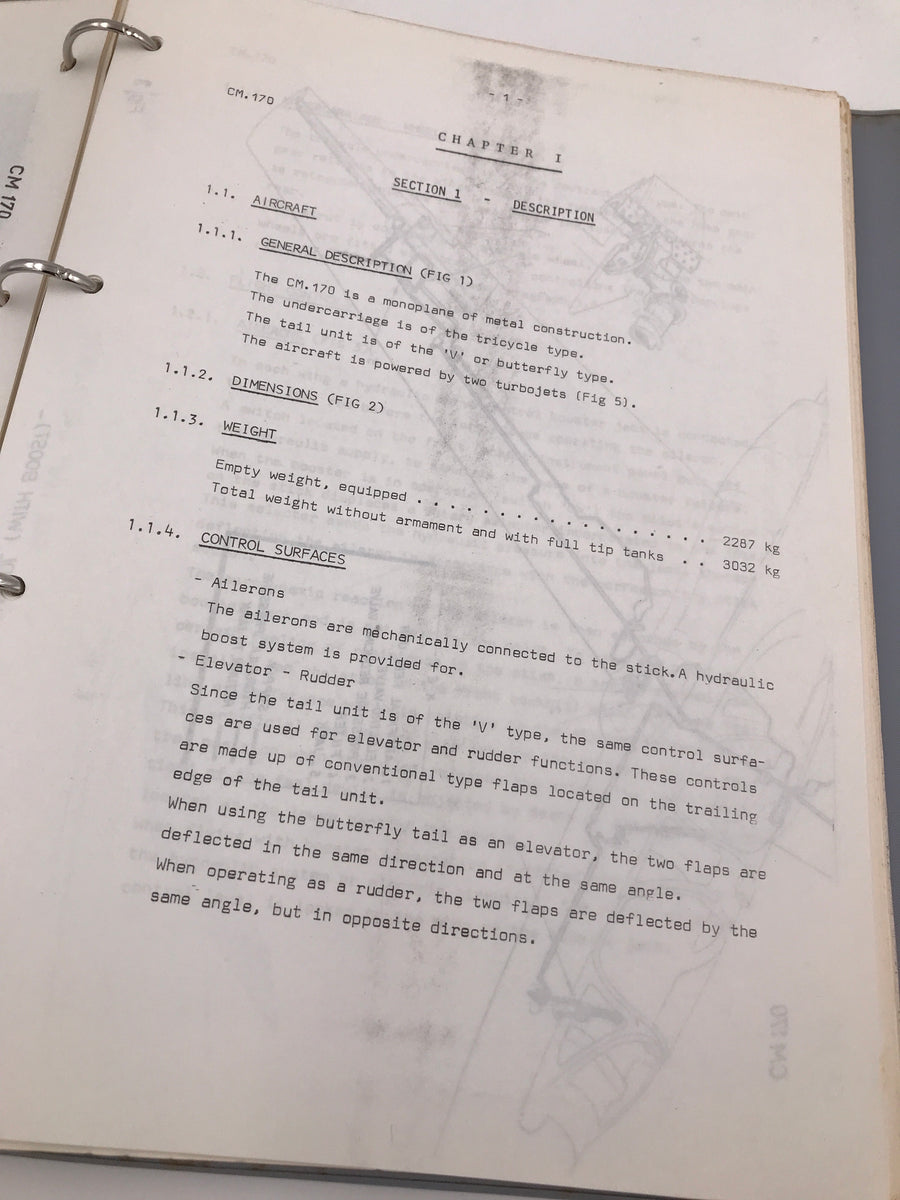 CM.170
- 1 -
CHAPTER I
SECTION 1 - DESCRIPTION
1.1. AIRCRAFT
1.1.1. GENERAL DESCRIPTION (FIG 1)
The CM.170 is a monoplane of metal construction.
The undercarriage is of the tricycle type.
The tail unit is of the 'V' or butterfly type.
The aircraft is powered by two turbojets (Fig 5).
1.1.2. DIMENSIONS (FIG 2)
1.1.3. WEIGHT
Empty weight, equipped . . . . . . . . . . . . . . . . . . 2287 kg
Total weight without armament and with full tip tanks . . 3032 kg
1.1.4. CONTROL SURFACES
- Ailerons
The ailerons are mechanically connected to the stick. A hydraulic
boost system is provided for.
- Elevator - Rudder
Since the tail unit is of the 'V' type, the same control surfa-
ces are used for elevator and rudder functions. These controls
are made up of conventional type flaps located on the trailing
edge of the tail unit.
When using the butterfly tail as an elevator, the two flaps are
deflected in the same direction and at the same angle.
When operating as a rudder, the two flaps are deflected by the
same angle, but in opposite directions.
CM 170
CM 170
(WITH BOOST)